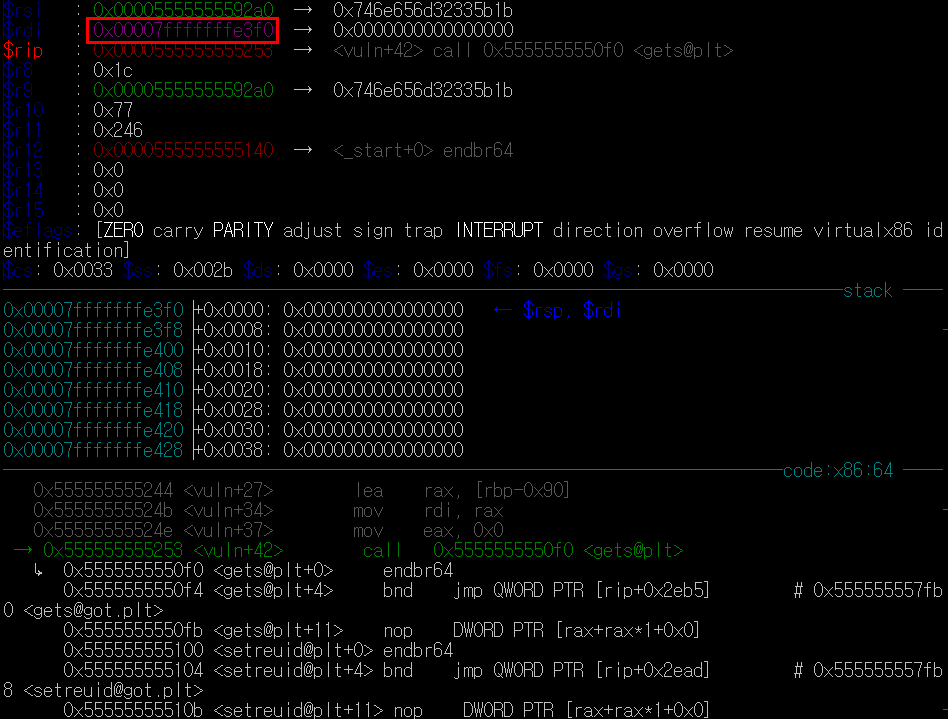 $rsi : 0x00005555555592a0 → 0x746e656d32335b1b
$rdi : 0x00007fffffffe3f0 → 0x0000000000000000
$rip : 0x0000555555555253 → <vuln+42> call 0x5555555550f0 <gets@plt>
$r8 : 0x1c
$r9 : 0x00005555555592a0 → 0x746e656d32335b1b
$r10 : 0x77
$r11 : 0x246
$r12 : 0x0000555555555140 → <_start+0> endbr64
$r13 : 0x0
$r14 : 0x0
$r15 : 0x0
$eflags: [ZERO carry PARITY adjust sign trap INTERRUPT direction overflow resume virtualx86 id
entification]
$cs: 0x0033 $ss: 0x002b $ds: 0x0000 $es: 0x0000 $fs: 0x0000 $gs: 0x0000
stack
0x00007fffffffe3f0│+0x0000: 0x0000000000000000 ← $rsp, $rdi
0x00007fffffffe3f8│+0x0008: 0x0000000000000000
0x00007fffffffe400│+0x0010: 0x0000000000000000
0x00007fffffffe408│+0x0018: 0x0000000000000000
0x00007fffffffe410│+0x0020: 0x0000000000000000
0x00007fffffffe418│+0x0028: 0x0000000000000000
0x00007fffffffe420│+0x0030: 0x0000000000000000
0x00007fffffffe428│+0x0038: 0x0000000000000000
code:x86:64
0x555555555244 <vuln+27> lea rax, [rbp-0x90]
0x55555555524b <vuln+34> mov rdi, rax
0x55555555524e <vuln+37> mov eax, 0x0
→ 0x555555555253 <vuln+42> call 0x5555555550f0 <gets@plt>
↳ 0x5555555550f0 <gets@plt+0> endbr64
0x5555555550f4 <gets@plt+4> bnd jmp QWORD PTR [rip+0x2eb5] # 0x555555557fb
0 <gets@got.plt>
0x5555555550fb <gets@plt+11> nop DWORD PTR [rax+rax*1+0x0]
0x555555555100 <setreuid@plt+0> endbr64
0x555555555104 <setreuid@plt+4> bnd jmp QWORD PTR [rip+0x2ead] # 0x555555557fb
8 <setreuid@got.plt>
0x55555555510b <setreuid@plt+11> nop DWORD PTR [rax+rax*1+0x0]